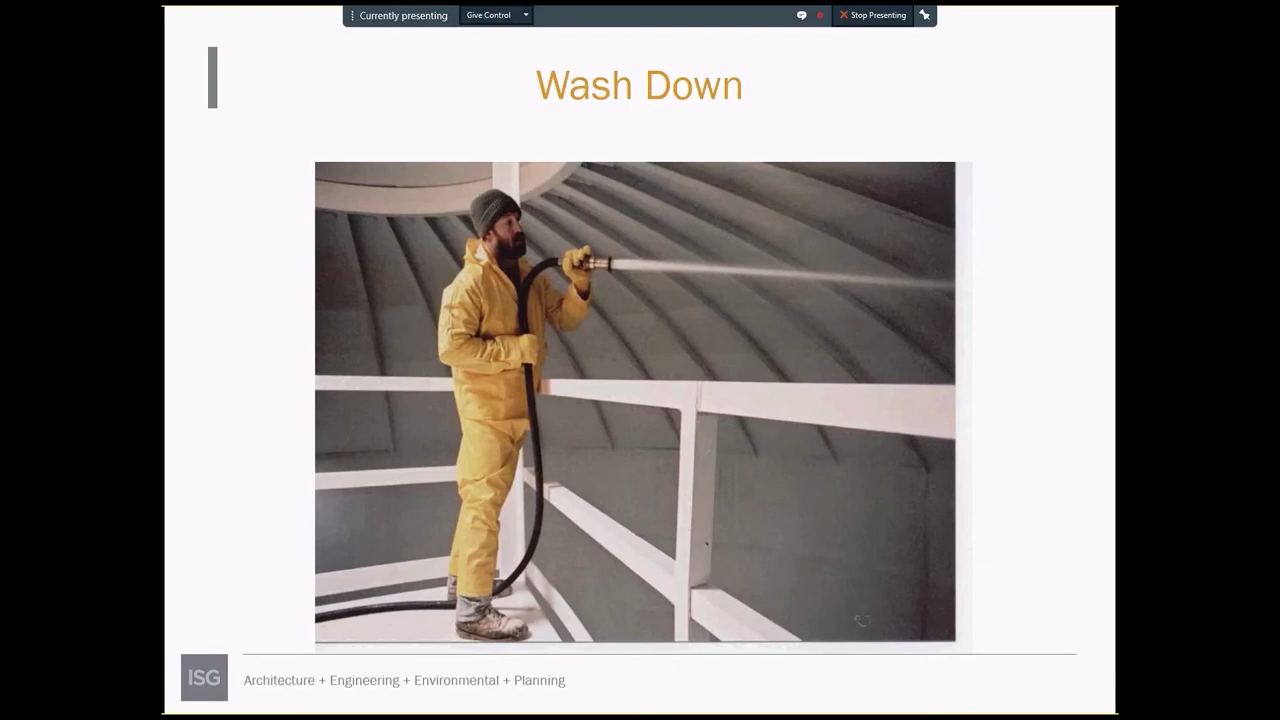 Currently presenting
Give Control
Stop Presenting
Wash Down
ISG
Architecture + Engineering + Environmental + Planning